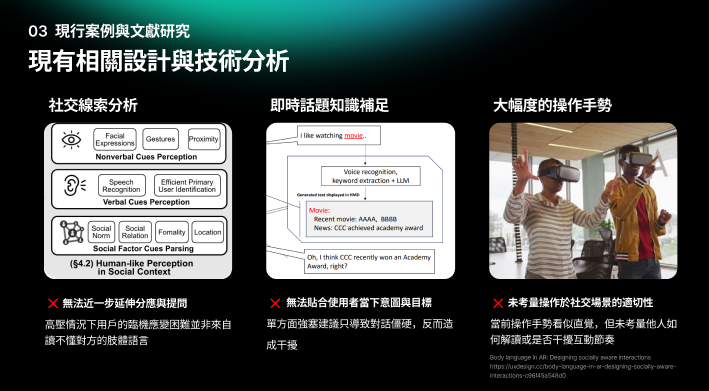 03 現行案例與文獻研究
現有相關設計與技術分析
社交線索分析
Facial
Expressions
Gestures
Proximity
Nonverbal Cues Perception
Speech
Recognition
Efficient Primary
User Identification
Verbal Cues Perception
Social
Norm
Social
Relation
Fomality
Location
Social Factor Cues Parsing
(§4.2) Human-like Perception
in Social Context
無法近一步延伸分應與提問
高壓情況下用戶的臨機應變困難並非來自
讀不懂對方的肢體語言
即時話題知識補足
I like watching movie..
Voice recognition,
keyword extraction + LLM
Generated text displayed in HMD
Movie:
Recent movie: AAAA, BBBB
News: CCC achieved academy award
Oh, I think CCC recently won an Academy
Award, right?
無法貼合使用者當下意圖與目標
單方面強塞建議只導致對話僵硬，反而造
成干擾
大幅度的操作手勢
未考量操作於社交場景的適切性
當前操作手勢看似直覺，但未考量他人如
何解讀或是否干擾互動節奏
Body language in AR: Designing socially aware interactions
https://uxdesign.cc/body-language-in-ar-designing-socially-aware-
interactions-c96f45a548d0